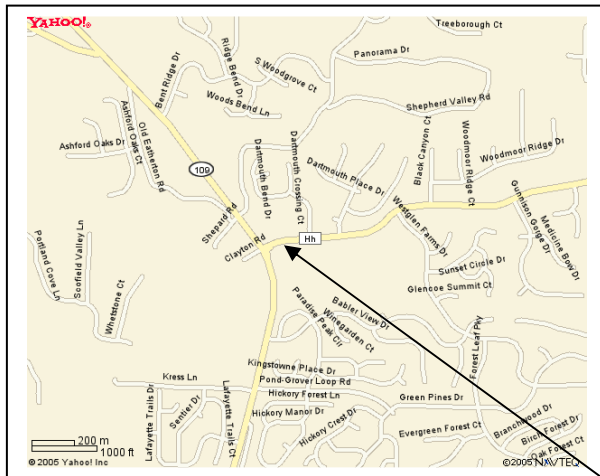 YAHOO!®
Treeborough Ct
Panorama Dr
S Woodgrove Ct
Ridge Bend Dr
Bent Ridge Dr
Woods Bend Ln
Shepherd Valley Rd
Ashford Oaks Dr
Ashford Oaks Ct
Old Eatherton Rd
109
Dartmouth Bend Dr
Dartmouth Crossing Ct
Dartmouth Place Dr
Black Canyon Ct
Woodmoor Ridge Ct
Woodmoor Ridge Dr
Shepard Rd
Clayton Rd
Hh
Westglen Farms Dr
Gunnison Gorge Dr
Medicine Bow Dr
Sunset Circle Dr
Glencoe Summit Ct
Portland Cove Ln
Scofield Valley Ln
Whetstone Ct
Babler View Dr
Winegarden Ct
Paradise Peak Cir
Forest Leaf Pky
Kingstowne Place Dr
Kress Ln
Pond-Grover Loop Rd
Hickory Forest Ln
Green Pines Dr
Lafayette Trails Dr
Sentier Dr
Lafayette Trails Ct
Hickory Manor Dr
Hickory Crest Dr
Evergreen Forest Ct
Branchwood Dr
Birch Forest Dr
Oak Forest Ct
200 m
1000 ft
©2005 Yahoo! Inc
©2005 NAVTEQ